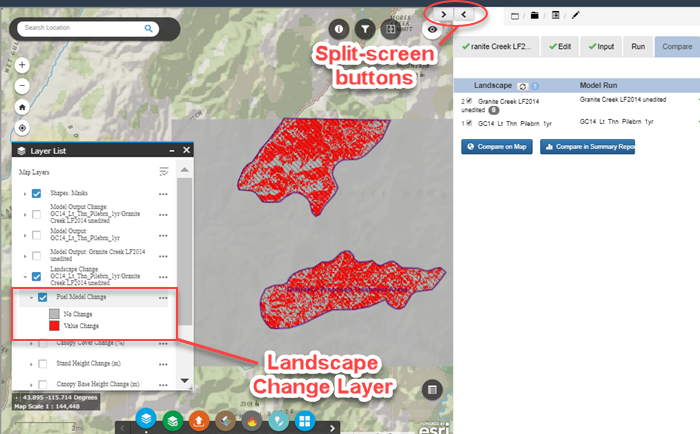 Search Location
Split-screen
buttons
ranite Creek LF2...
Edit
Input
Run
Compare
Landscape
Model Run
2 Granite Creek LF2014
unedited
Granite Creek LF2014 unedited
1 GC14_Lt_Thn_Pilebrn_1yr
GC14_Lt_Thn_Pilebrn_1yr
Compare on Map
Compare in Summary Repor
Layer List
Map Layers
Shapes: Masks
Model Output Change:
GC14_Lt_Thn_Pilebrn_1yr:Granite
Creek LF2014 unedited
Model Output:
GC14_Lt_Thn_Pilebrn_1yr
Model Output: Granite Creek LF2014
unedited
Landscape Change:
GC14_Lt_Thn_Pilebrn_1yr:Granite
Creek LF2014 unedited
Fuel Model Change
No Change
Value Change
Canopy Cover Change (%)
Stand Height Change (m)
Canopy Base Height Change (m)
Landscape
Change Layer
43.895 -115.714 Degrees
Map Scale 1 : 144,448
2mi
POWERED BY
esri